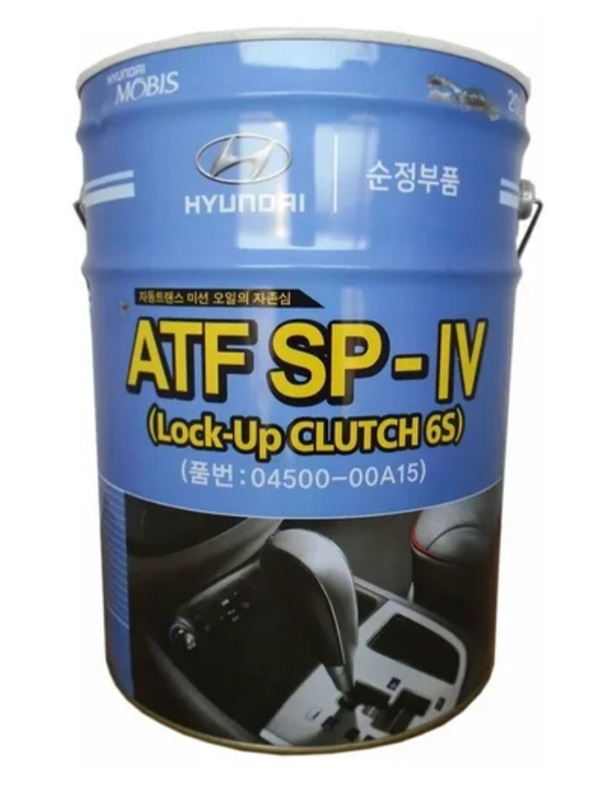 HYUNDAI
MOBIS
HYUNDAI
순정부품
자동트랜스 미션 오일의 자존심
ATF SP-IV
(Lock-Up CLUTCH 6S)
(품번:04500-00A15)